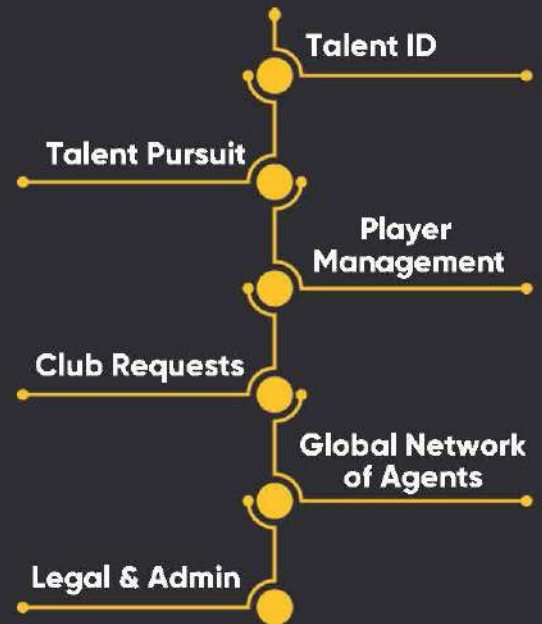 Talent ID
Talent Pursuit
Player
Management
Club Requests
Global Network
of Agents
Legal & Admin